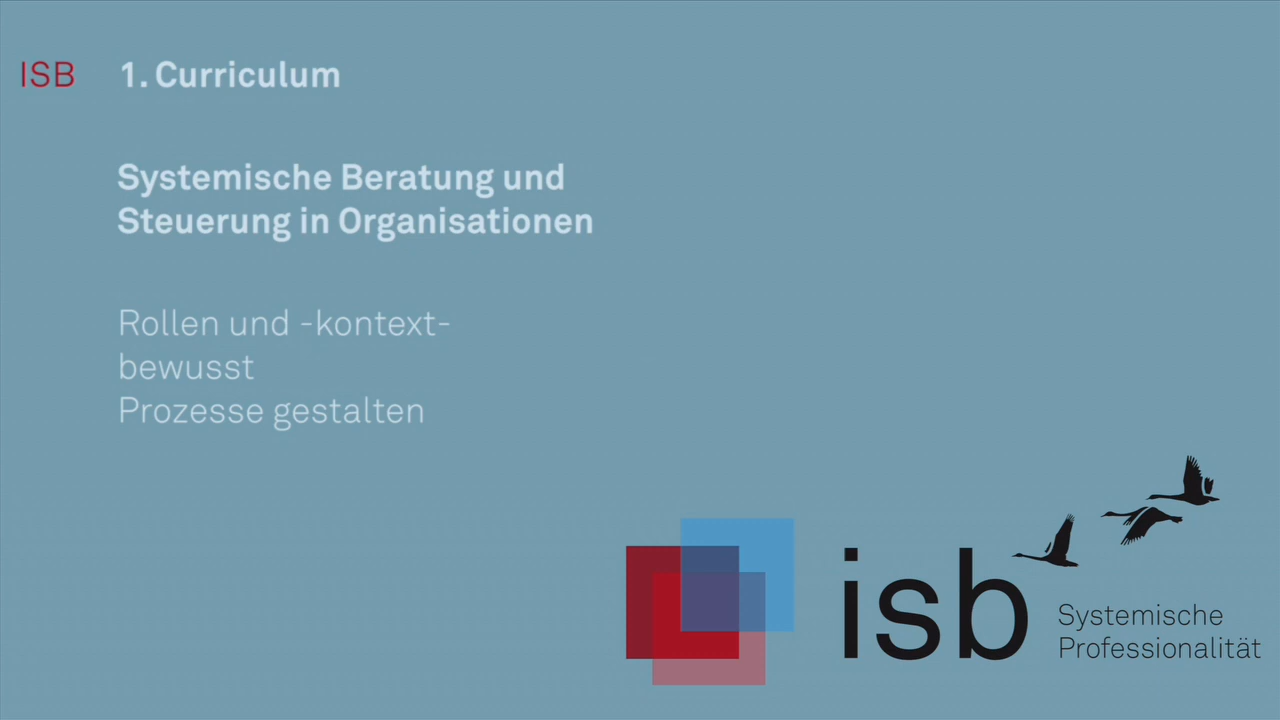 ISB 1. Curriculum
Systemische Beratung und
Steuerung in Organisationen
Rollen und -kontext-
bewusst
Prozesse gestalten
isb
Systemische
Professionalität